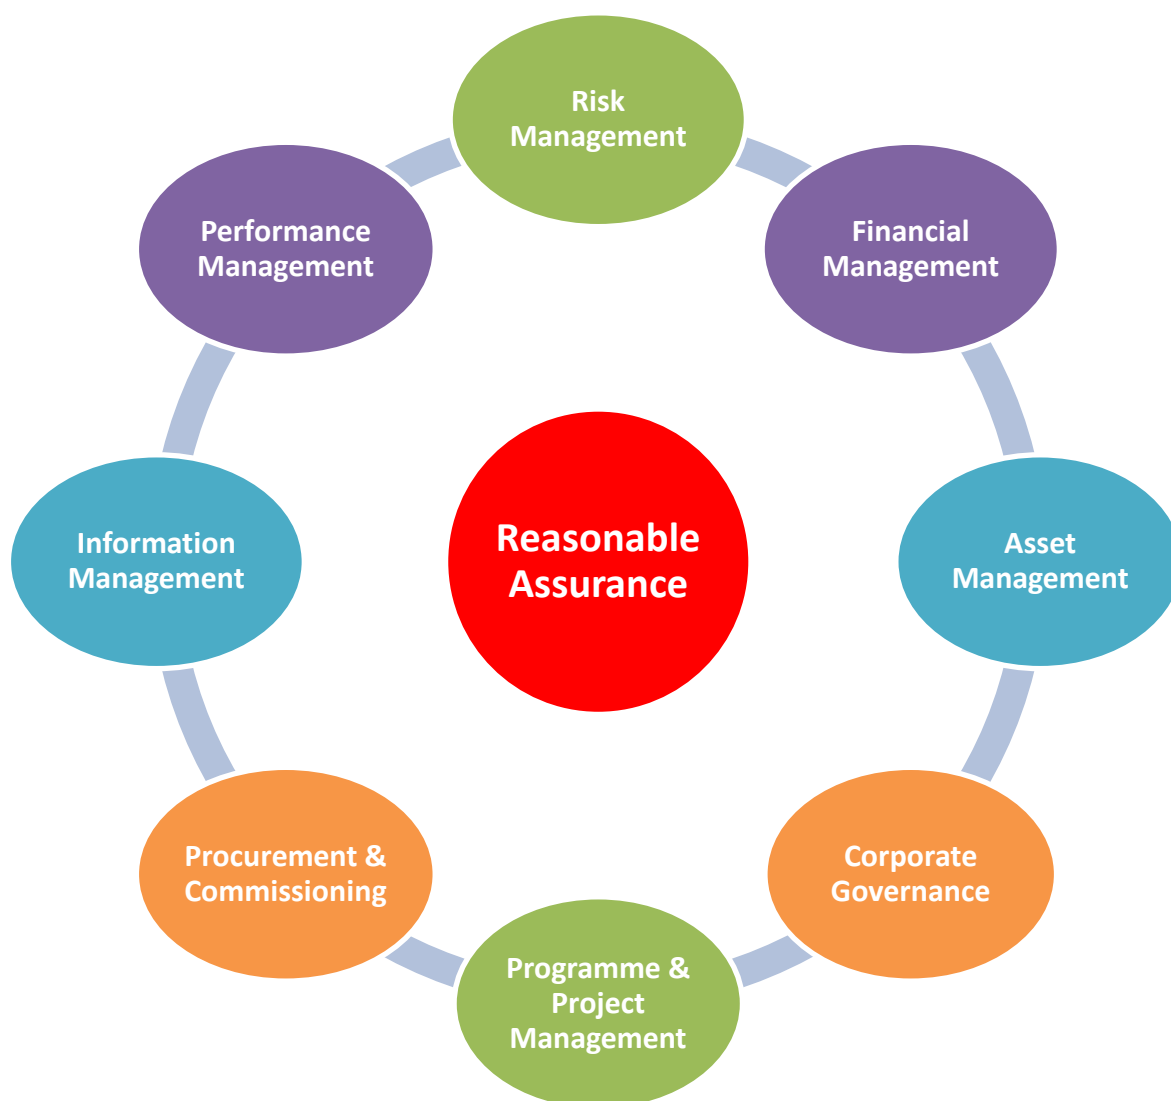 Risk
Management
Performance
Management
Financial
Management
Information
Management
Reasonable
Assurance
Asset
Management
Procurement &
Commissioning
Corporate
Governance
Programme &
Project
Management